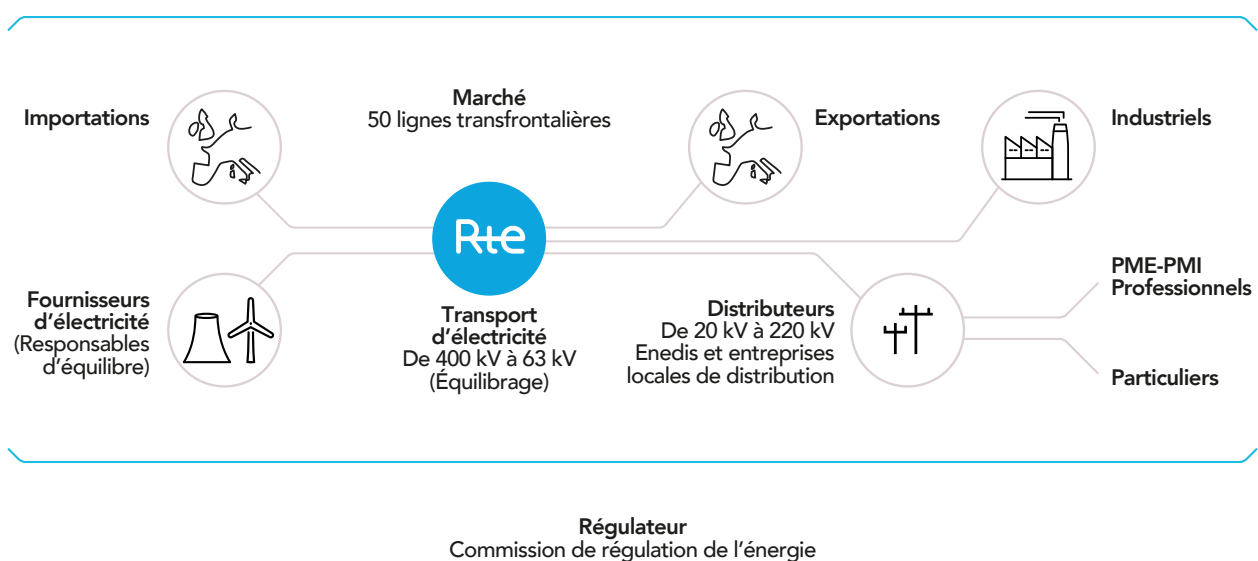 Importations
Marché
50 lignes transfrontalières
Exportations
Industriels
Rte
Fournisseurs
d’électricité
(Responsables
d’équilibre)
Transport
d’électricité
De 400 kV à 63 kV
(Équilibrage)
Distributeurs
De 20 kV à 220 kV
Enedis et entreprises
locales de distribution
PME-PMI
Professionnels
Particuliers
Régulateur
Commission de régulation de l’énergie